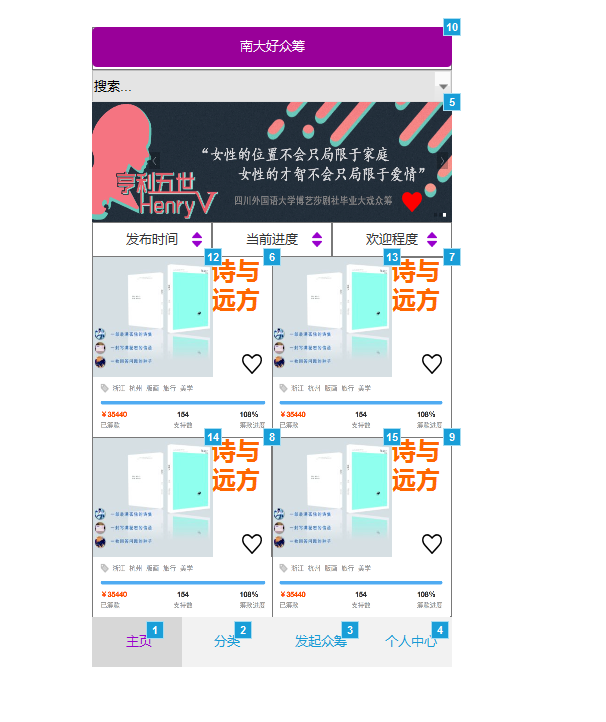 10
南大好众筹
搜索...
5
“女性的位置不会只局限于家庭
女性的才智不会只局限于爱情”
亨利五世
Henry V
四川外国语大学博艺莎剧社毕业大戏众筹
发布时间 当前进度 欢迎程度
12 6 13 7
诗与
远方
诗与
远方
浙江 杭州 版画 旅行 美学
浙江 杭州 版画 旅行 美学
¥35440 154 108%
已筹款 支持数 筹款进度
¥35440 154 108%
已筹款 支持数 筹款进度
14 8 15 9
诗与
远方
诗与
远方
浙江 杭州 版画 旅行 美学
浙江 杭州 版画 旅行 美学
¥35440 154 108%
已筹款 支持数 筹款进度
¥35440 154 108%
已筹款 支持数 筹款进度
1 2 3 4
主页 分类 发起众筹 个人中心